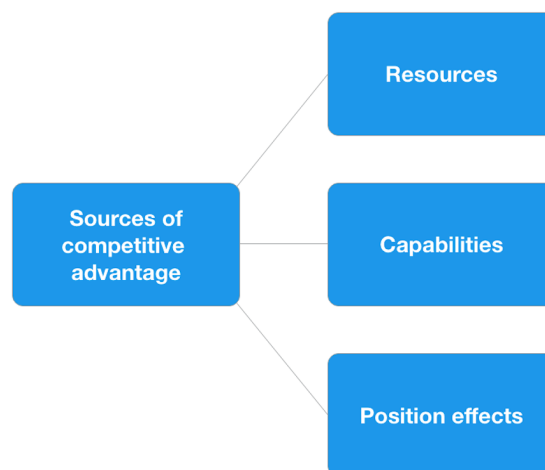 Resources
Sources of
competitive
advantage
Capabilities
Position effects